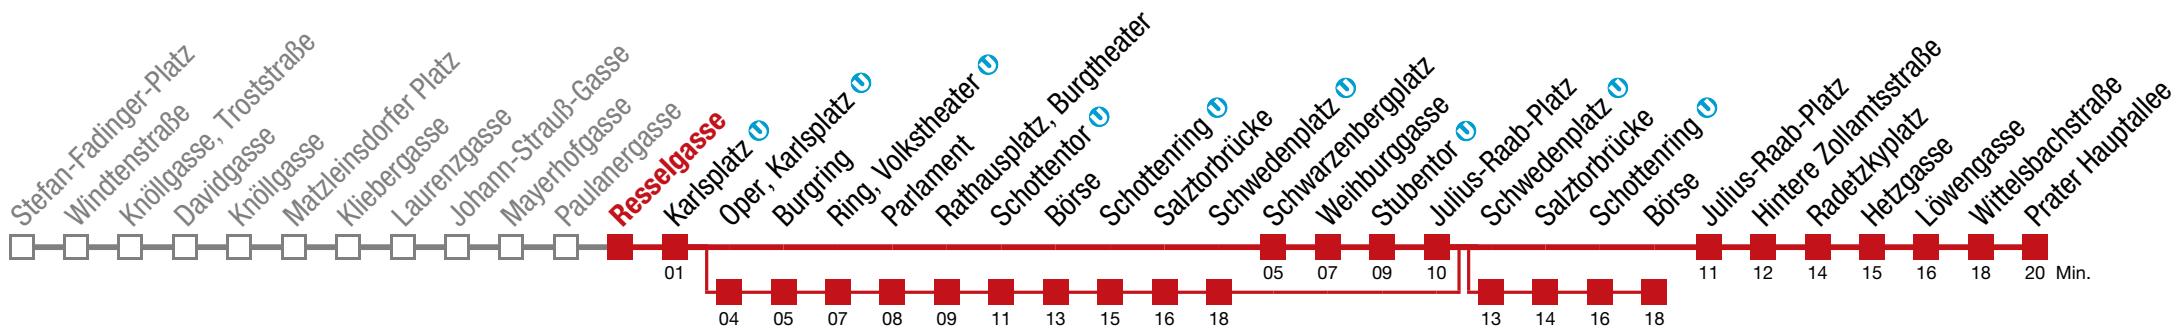 Stefan-Fadinger-Platz
Windtenstraße
Knöllgasse, Troststraße
Davidgasse
Knöllgasse
Matzleinsdorfer Platz
Kliebergasse
Laurenzgasse
Johann-Strauß-Gasse
Mayerhofgasse
Paulanergasse
Resselgasse
Karlsplatz U
Oper, Karlsplatz U
Burgring
Ring, Volkstheater U
Parlament
Rathausplatz, Burgtheater
Schottentor U
Börse
Schottenring U
Salztorbrücke
Schwedenplatz U
Schwarzenbergplatz
Weihburggasse
Stubentor U
Julius-Raab-Platz
Schwedenplatz U
Salztorbrücke
Schottenring U
Börse
Julius-Raab-Platz
Hintere Zollamtsstraße
Radetzkyplatz
Hetzgasse
Löwengasse
Wittelsbachstraße
Prater Hauptallee
01 05 07 09 10 11 12 14 15 16 18 20 Min.
04 05 07 08 09 11 13 15 16 18 13 14 16 18